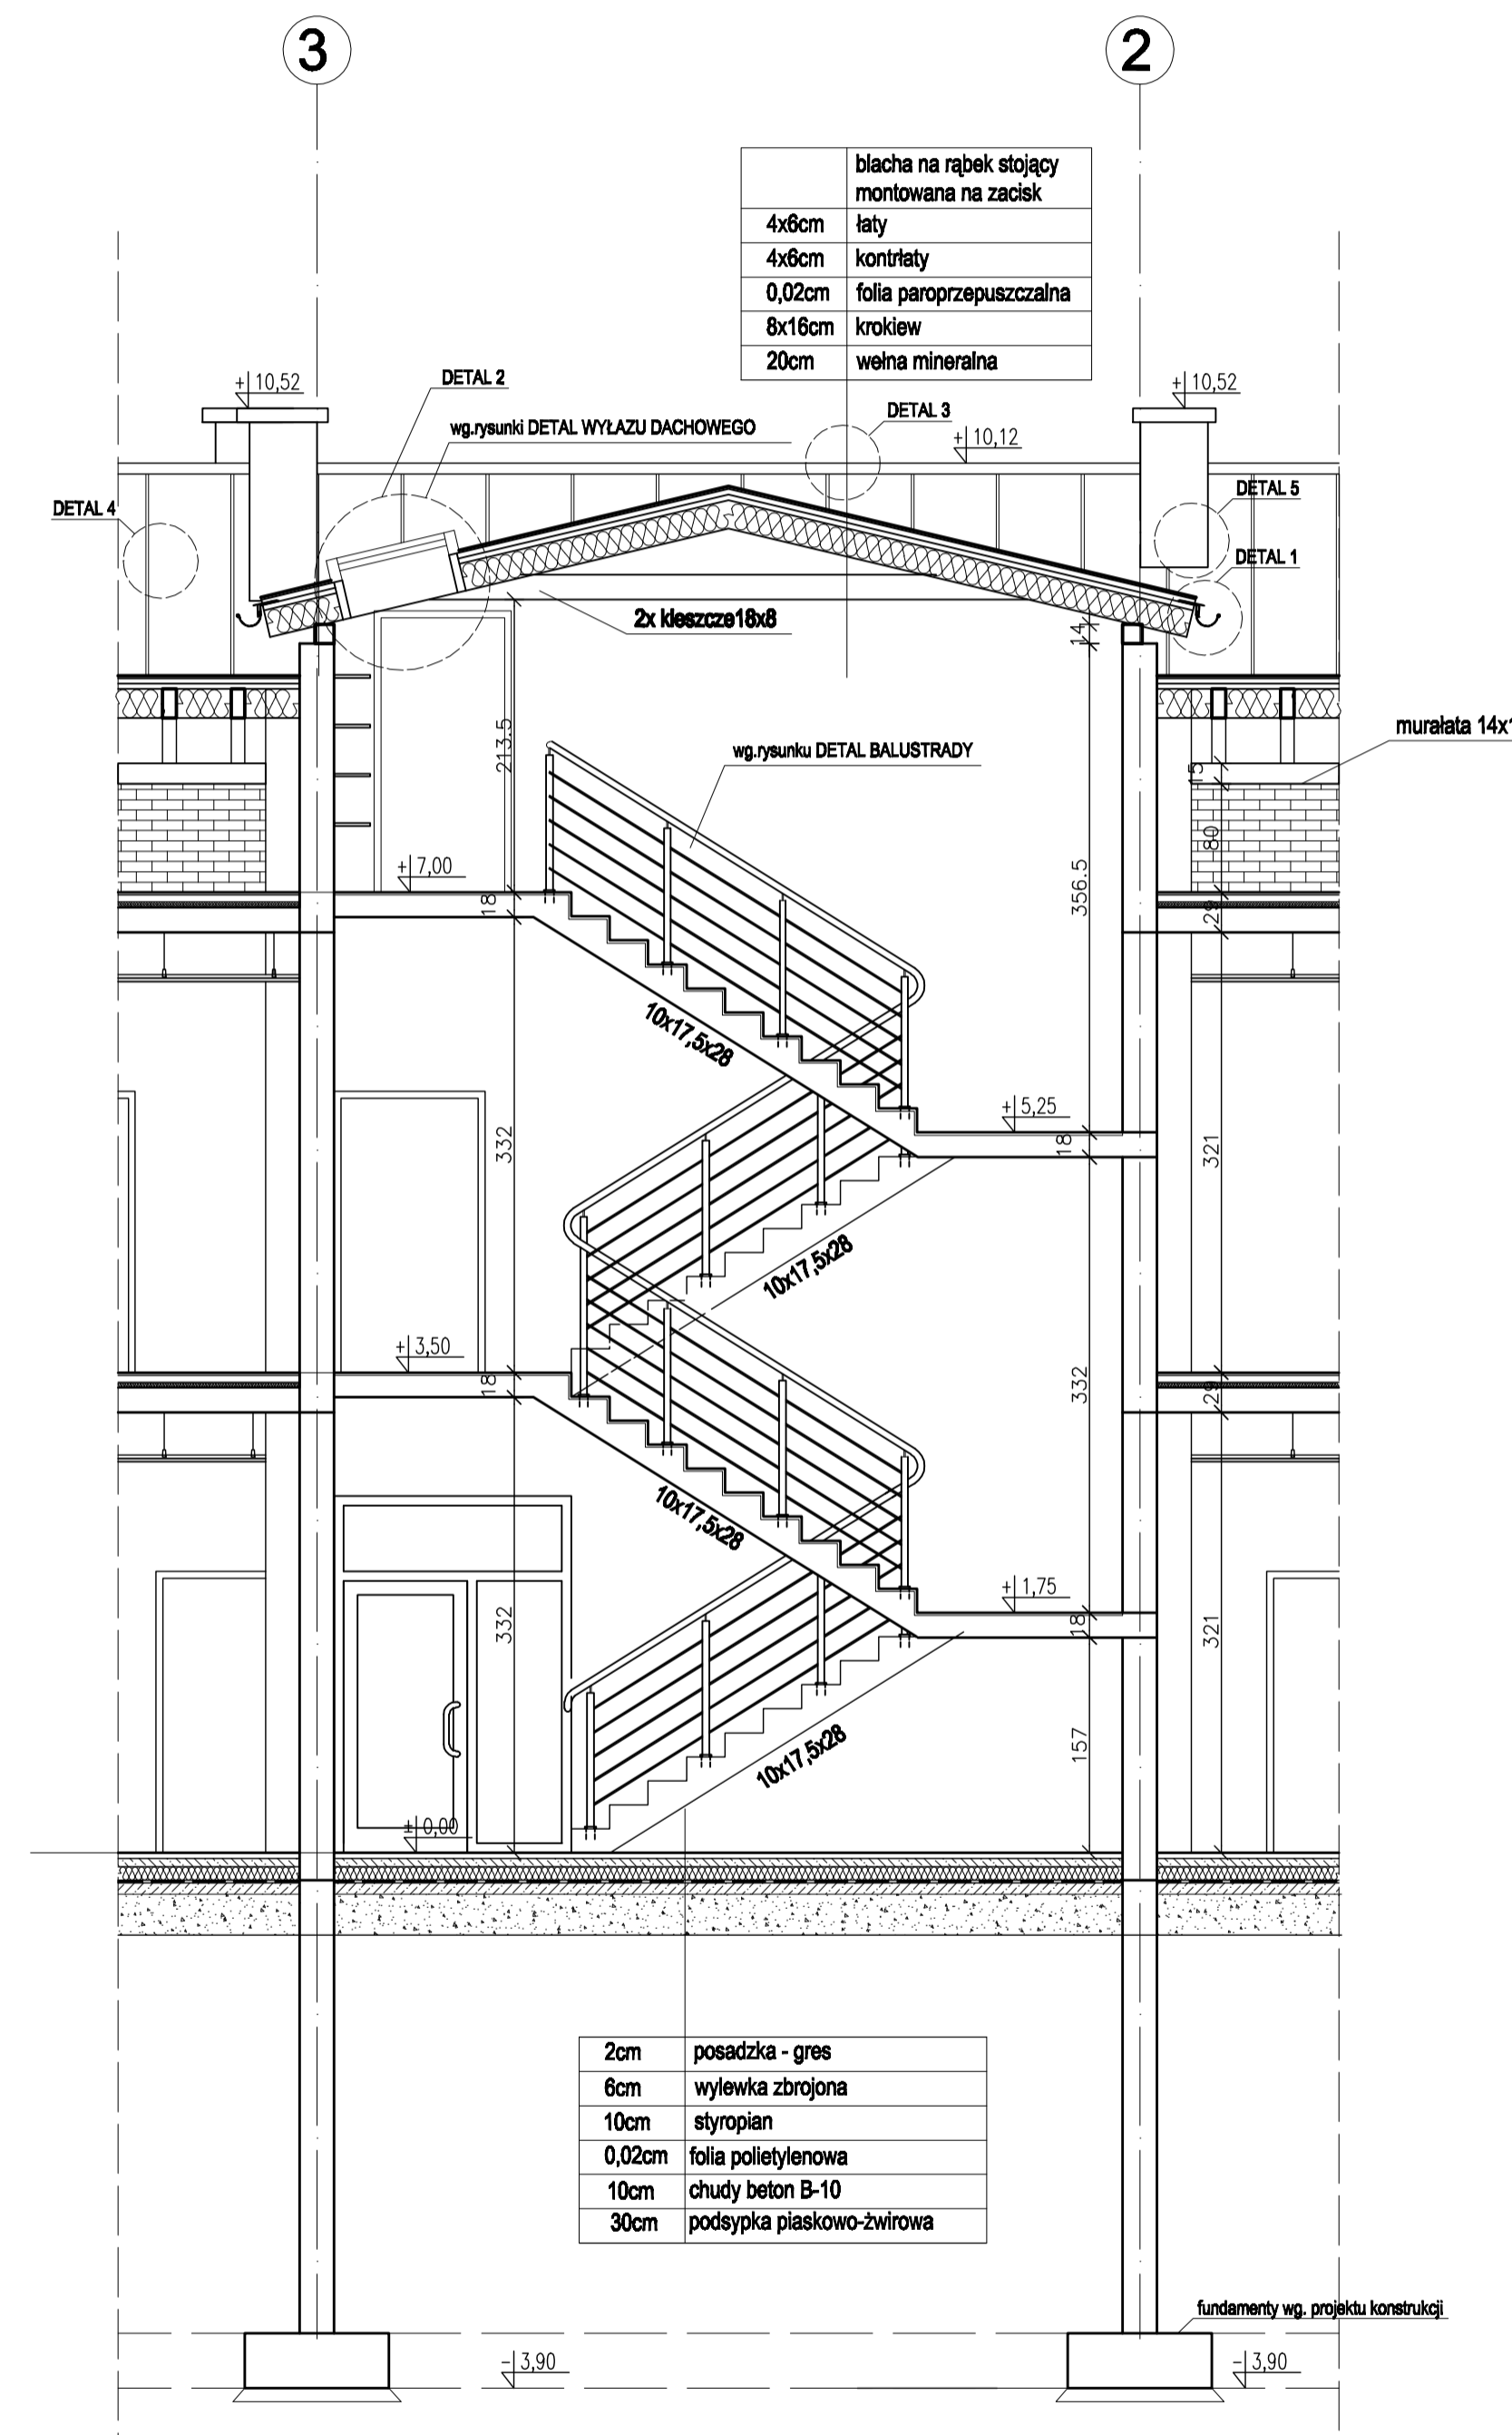 3
2
blacha na rąbek stojący
montowana na zacisk
4x6cm łaty
4x6cm kontrłaty
0,02cm folia paroprzepuszczalna
8x16cm krokiew
20cm wełna mineralna
+10,52
DETAL 2
+10,52
wg.rysunki DETAL WYŁAZU DACHOWEGO
DETAL 3
+10,12
DETAL 4
DETAL 5
DETAL 1
2x kleszcze18x8
14
213.5
wg.rysunku DETAL BALUSTRADY
murałata 14x1
15
80
+7,00
18
356.5
29
10x17,5x28
+5,25
332
18
321
10x17,5x28
+3,50
18
332
29
10x17,5x28
+1,75
332
18
321
157
10x17,5x28
±0,00
2cm posadzka - gres
6cm wylewka zbrojona
10cm styropian
0,02cm folia polietylenowa
10cm chudy beton B-10
30cm podsypka piaskowo-żwirowa
fundamenty wg. projektu konstrukcji
-3,90
-3,90